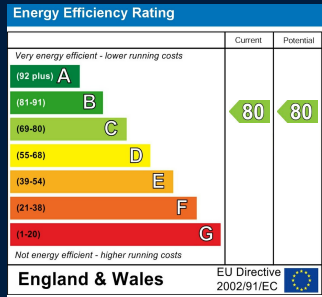 Energy Efficiency Rating
Current Potential
Very energy efficient - lower running costs
(92 plus) A
(81-91) B
80 80
(69-80) C
(55-68) D
(39-54) E
(21-38) F
(1-20) G
Not energy efficient - higher running costs
England & Wales
EU Directive
2002/91/EC